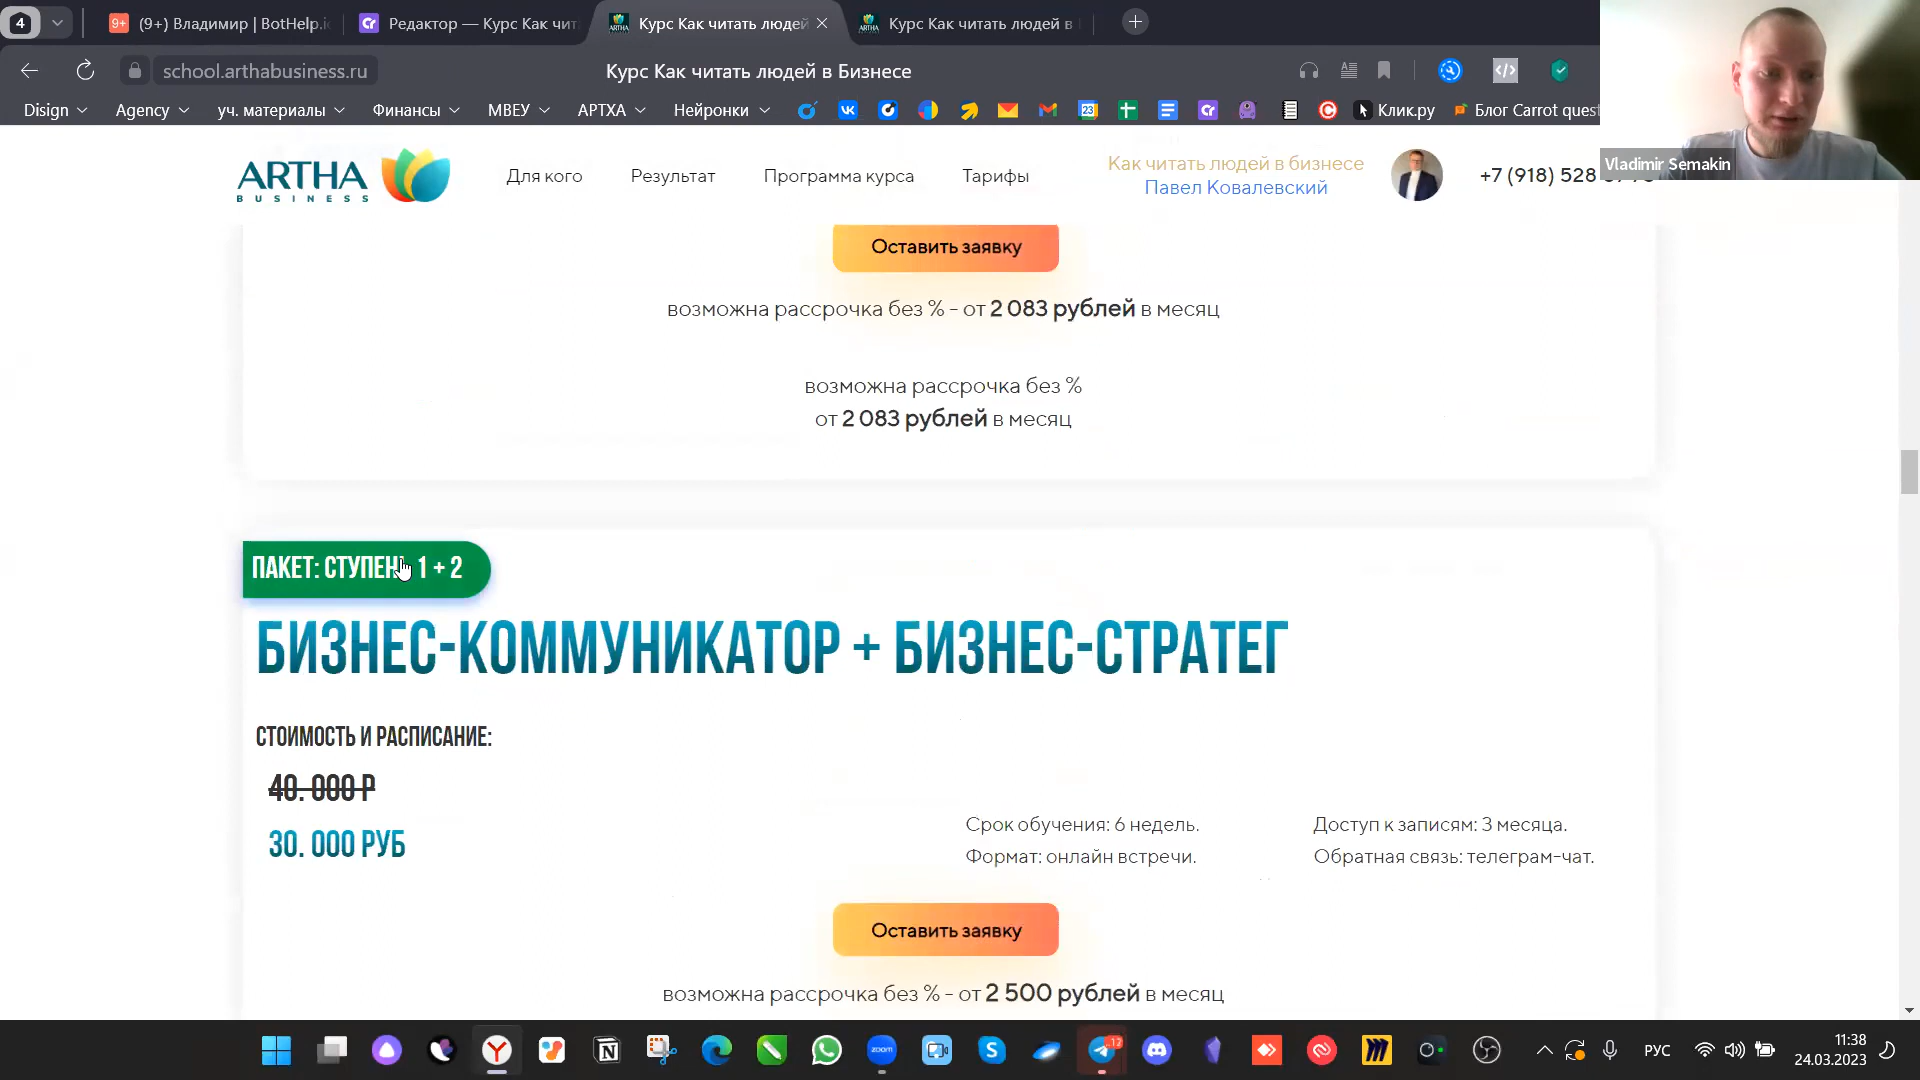 4
(9+) Владимир | BotHelp.i
Редактор — Курс Как чит
Курс Как читать людей
Курс Как читать людей в
school.arthabusiness.ru
Курс Как читать людей в Бизнесе
Disign
Agency
уч. материалы
Финансы
МВЕУ
АРТХА
Нейронки
Клик.ру
Блог Carrot quest
Vladimir Semakin
ARTHA
BUSINESS
Для кого
Результат
Программа курса
Тарифы
Как читать людей в бизнесе
Павел Ковалевский
+7 (918) 528
Оставить заявку
возможна рассрочка без % - от 2 083 рублей в месяц
возможна рассрочка без %
от 2 083 рублей в месяц
ПАКЕТ: СТУПЕН 1 + 2
БИЗНЕС-КОММУНИКАТОР + БИЗНЕС-СТРАТЕГ
СТОИМОСТЬ И РАСПИСАНИЕ:
40. 000 Р
30. 000 РУБ
Срок обучения: 6 недель.
Формат: онлайн встречи.
Доступ к записям: 3 месяца.
Обратная связь: телеграм-чат.
Оставить заявку
возможна рассрочка без % - от 2 500 рублей в месяц
zoom
12
РУС
11:38
24.03.2023